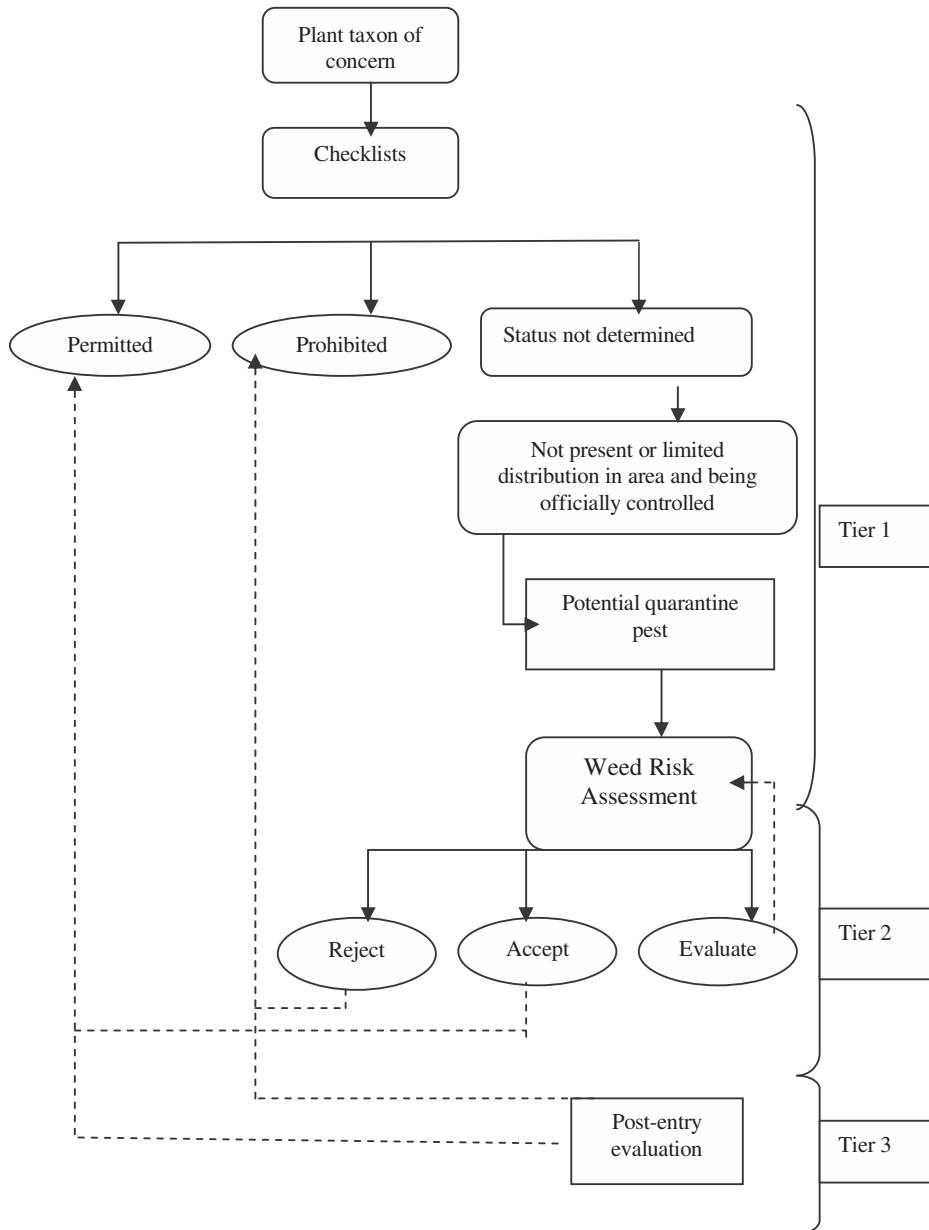 Plant taxon of
concern
Checklists
Permitted
Prohibited
Status not determined
Not present or limited
distribution in area and being
officially controlled
Tier 1
Potential quarantine
pest
Weed Risk
Assessment
Reject
Accept
Evaluate
Tier 2
Post-entry
evaluation
Tier 3